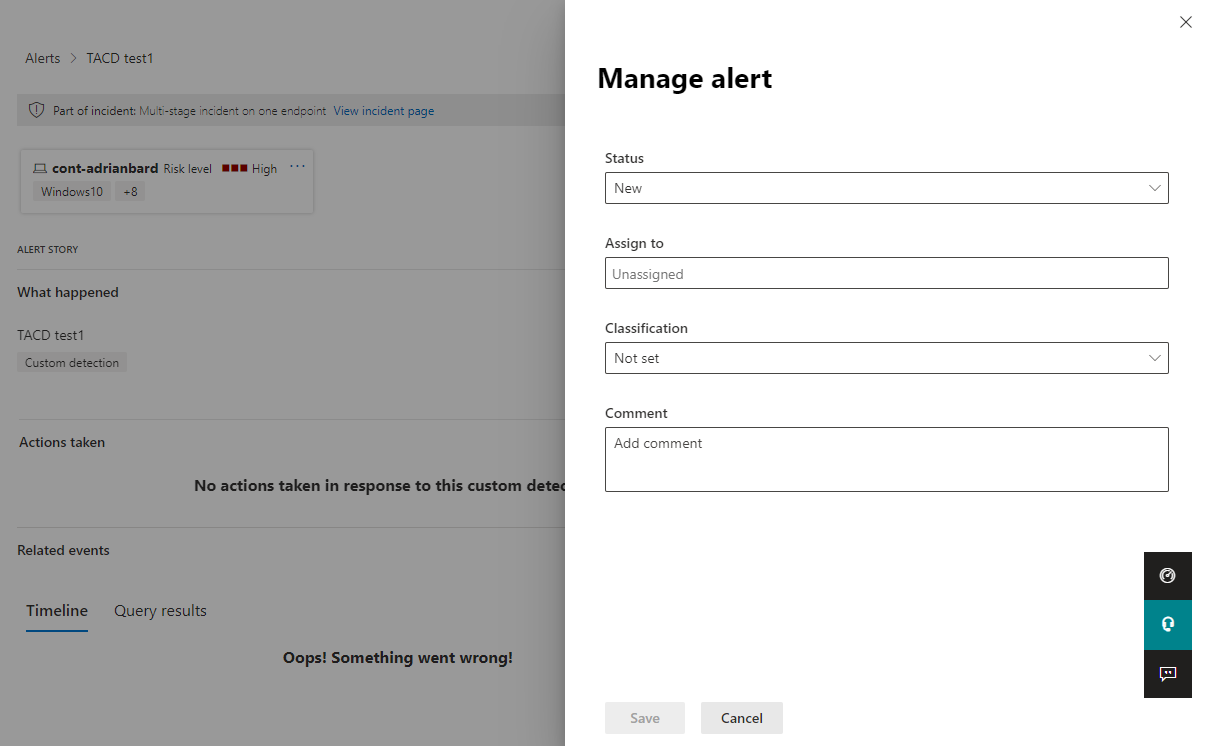 Alerts > TACD test1
Part of incident: Multi-stage incident on one endpoint View incident page
cont-adrianbard Risk level High ...
Windows10 +8
ALERT STORY
What happened
TACD test1
Custom detection
Actions taken
No actions taken in response to this custom detec
Related events
Timeline Query results
Oops! Something went wrong!
Manage alert
Status
New
Assign to
Unassigned
Classification
Not set
Comment
Add comment
Save Cancel